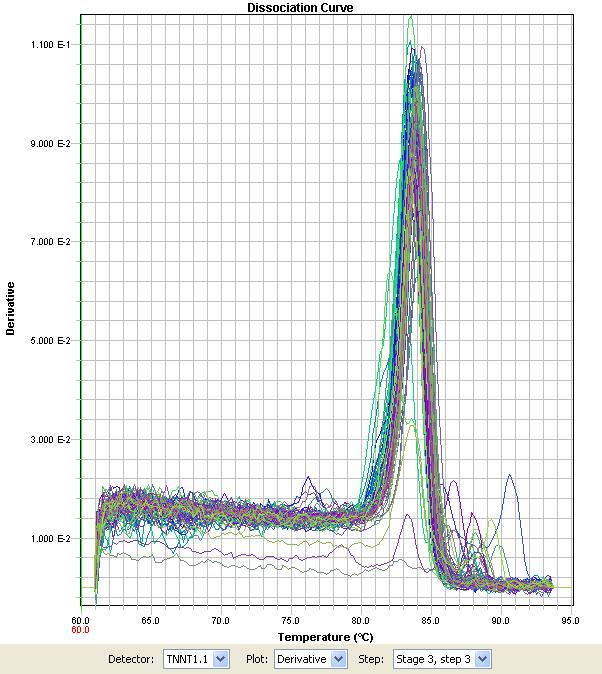 Dissociation Curve
1.100 E-1
9.000 E-2
7.000 E-2
5.000 E-2
3.000 E-2
1.000 E-2
Derivative
60.0 65.0 70.0 75.0 80.0 85.0 90.0 95.0
60.0
Temperature (°C)
Detector: TNNT1.1 Plot: Derivative Step: Stage 3, step 3